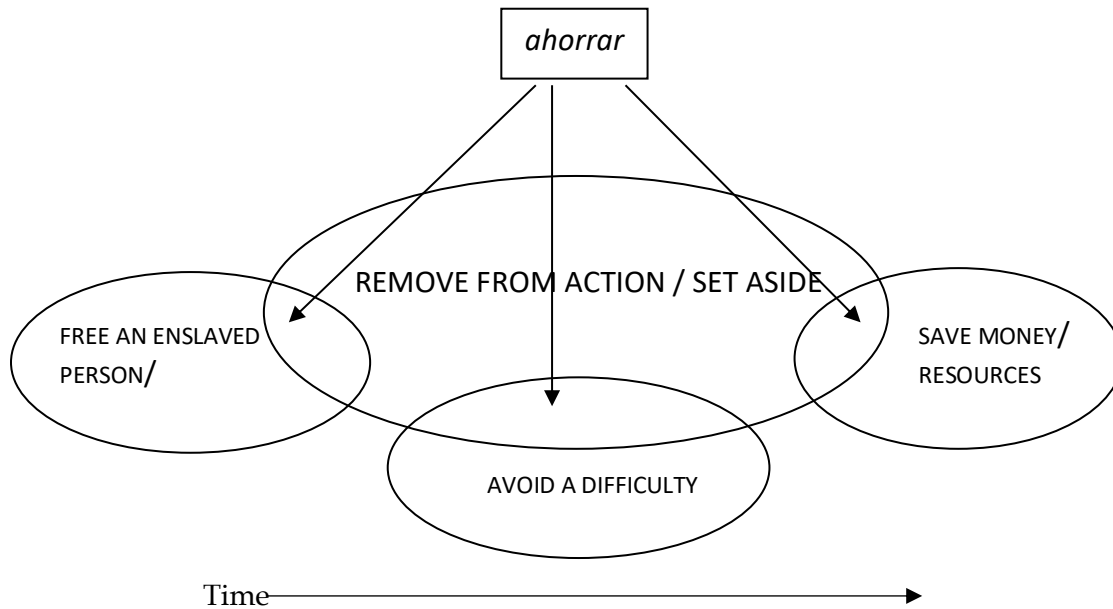 ahorrar
REMOVE FROM ACTION / SET ASIDE
FREE AN ENSLAVED
PERSON/
SAVE MONEY/
RESOURCES
AVOID A DIFFICULTY
Time